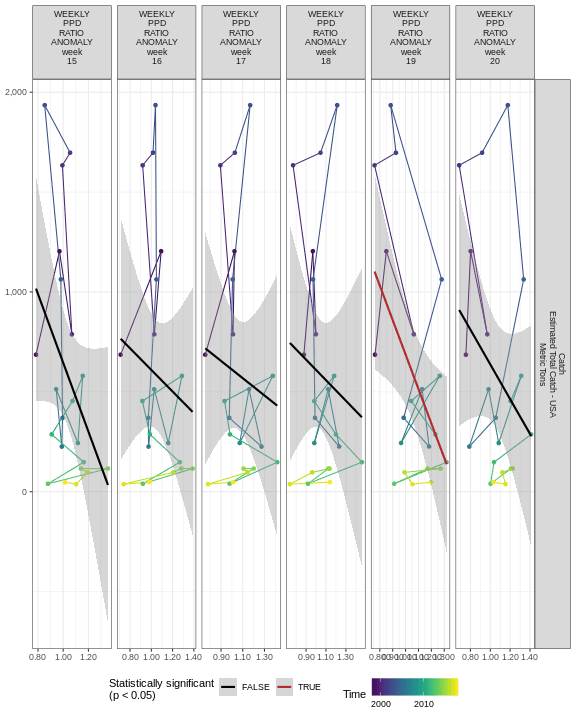 WEEKLY
PPD
RATIO
ANOMALY
week
15
WEEKLY
PPD
RATIO
ANOMALY
week
16
WEEKLY
PPD
RATIO
ANOMALY
week
17
WEEKLY
PPD
RATIO
ANOMALY
week
18
WEEKLY
PPD
RATIO
ANOMALY
week
19
WEEKLY
PPD
RATIO
ANOMALY
week
20
2,000
1,000
0
Catch
Estimated Total Catch - USA
Metric Tons
0.80 1.00 1.20
0.80 1.00 1.20 1.40
0.90 1.10 1.30
0.90 1.10 1.30
0.80 1.00 1.20 1.40
Statistically significant
(p < 0.05)
FALSE
TRUE
Time
2000
2010